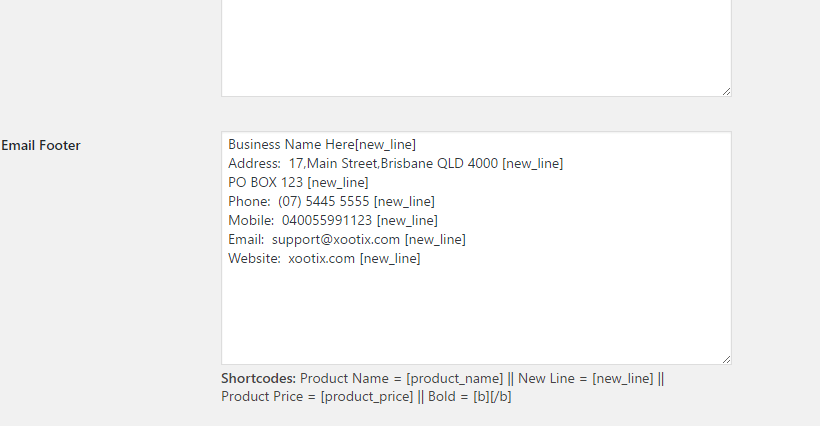 Email Footer
Business Name Here[new_line]
Address:  17,Main Street,Brisbane QLD 4000 [new_line]
PO BOX 123 [new_line]
Phone:  (07) 5445 5555 [new_line]
Mobile:  040055991123 [new_line]
Email:  support@xootix.com [new_line]
Website:  xootix.com [new_line]
Shortcodes: Product Name = [product_name] || New Line = [new_line] ||
Product Price = [product_price] || Bold = [b][/b]